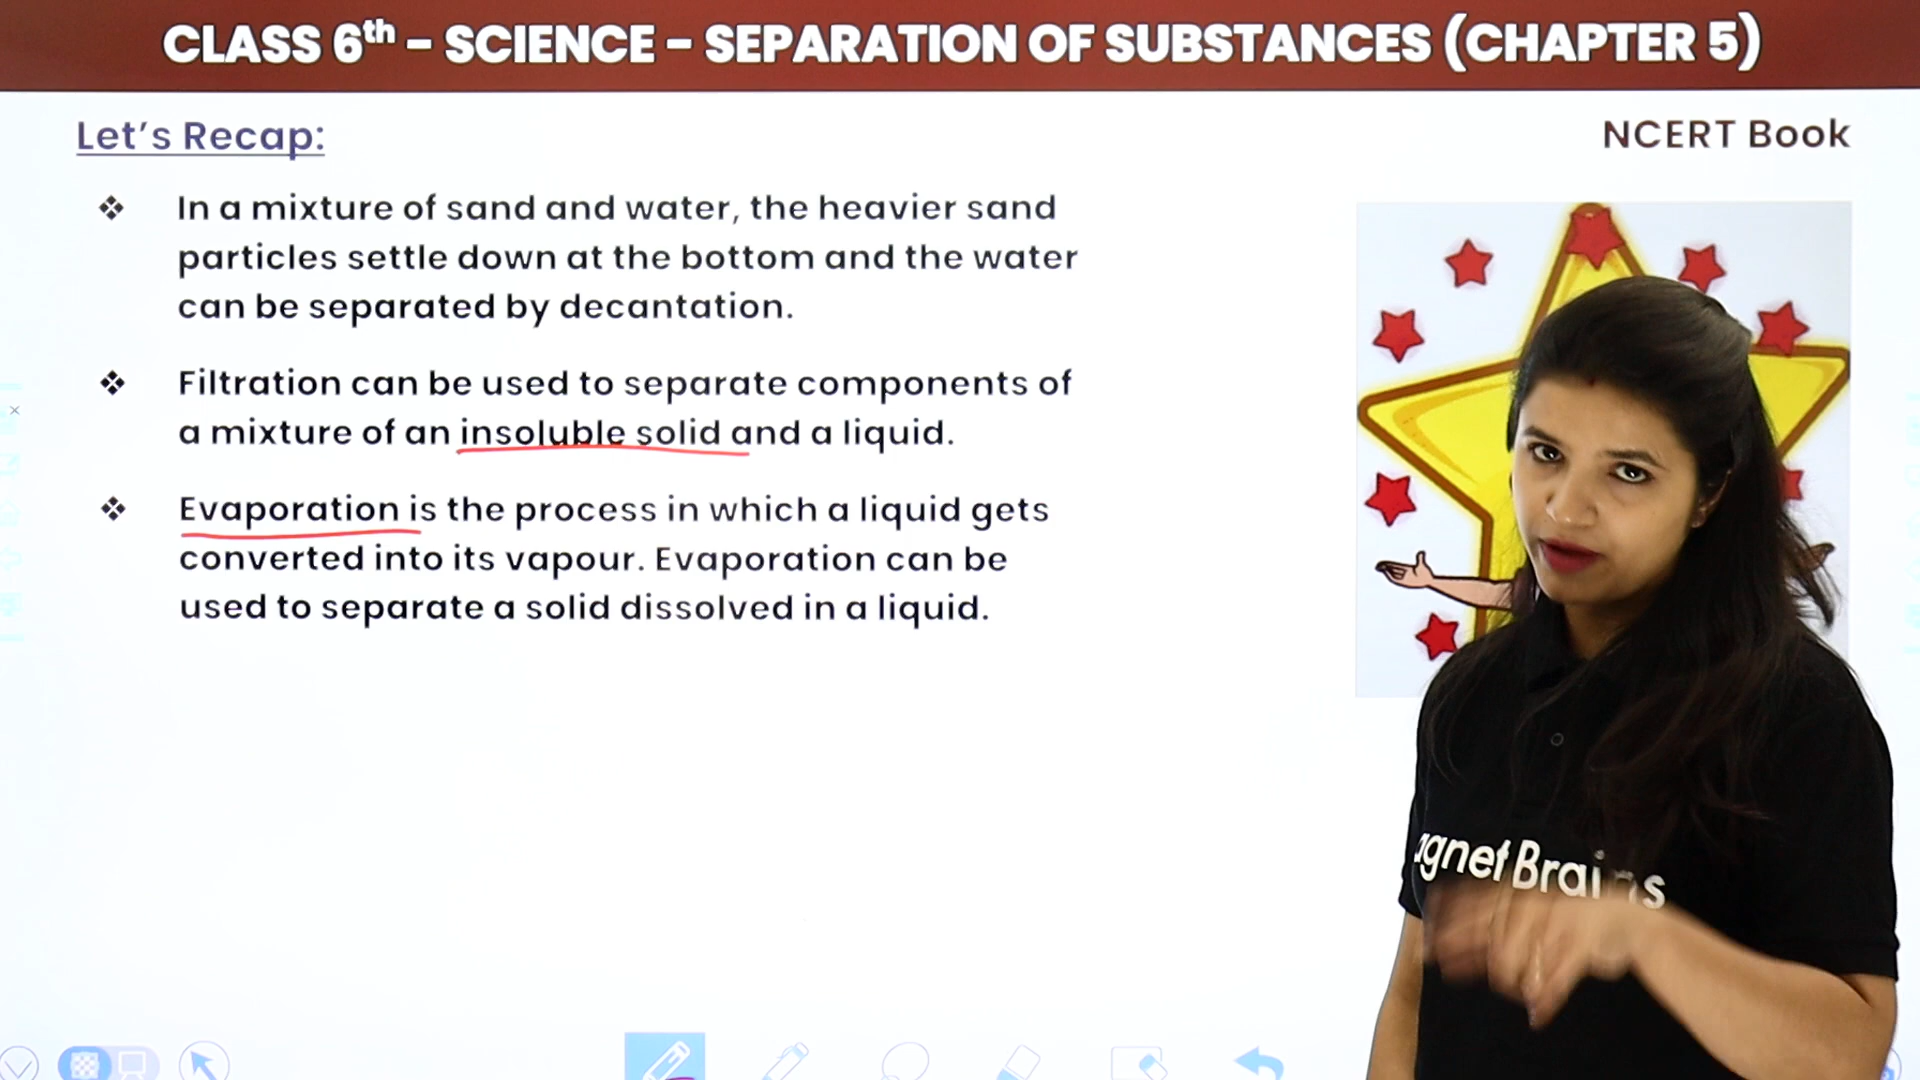 CLASS 6th – SCIENCE – SEPARATION OF SUBSTANCES (CHAPTER 5)
Let's Recap:
NCERT Book
❖ In a mixture of sand and water, the heavier sand
particles settle down at the bottom and the water
can be separated by decantation.
❖ Filtration can be used to separate components of
a mixture of an insoluble solid and a liquid.
❖ Evaporation is the process in which a liquid gets
converted into its vapour. Evaporation can be
used to separate a solid dissolved in a liquid.
agnet Brains